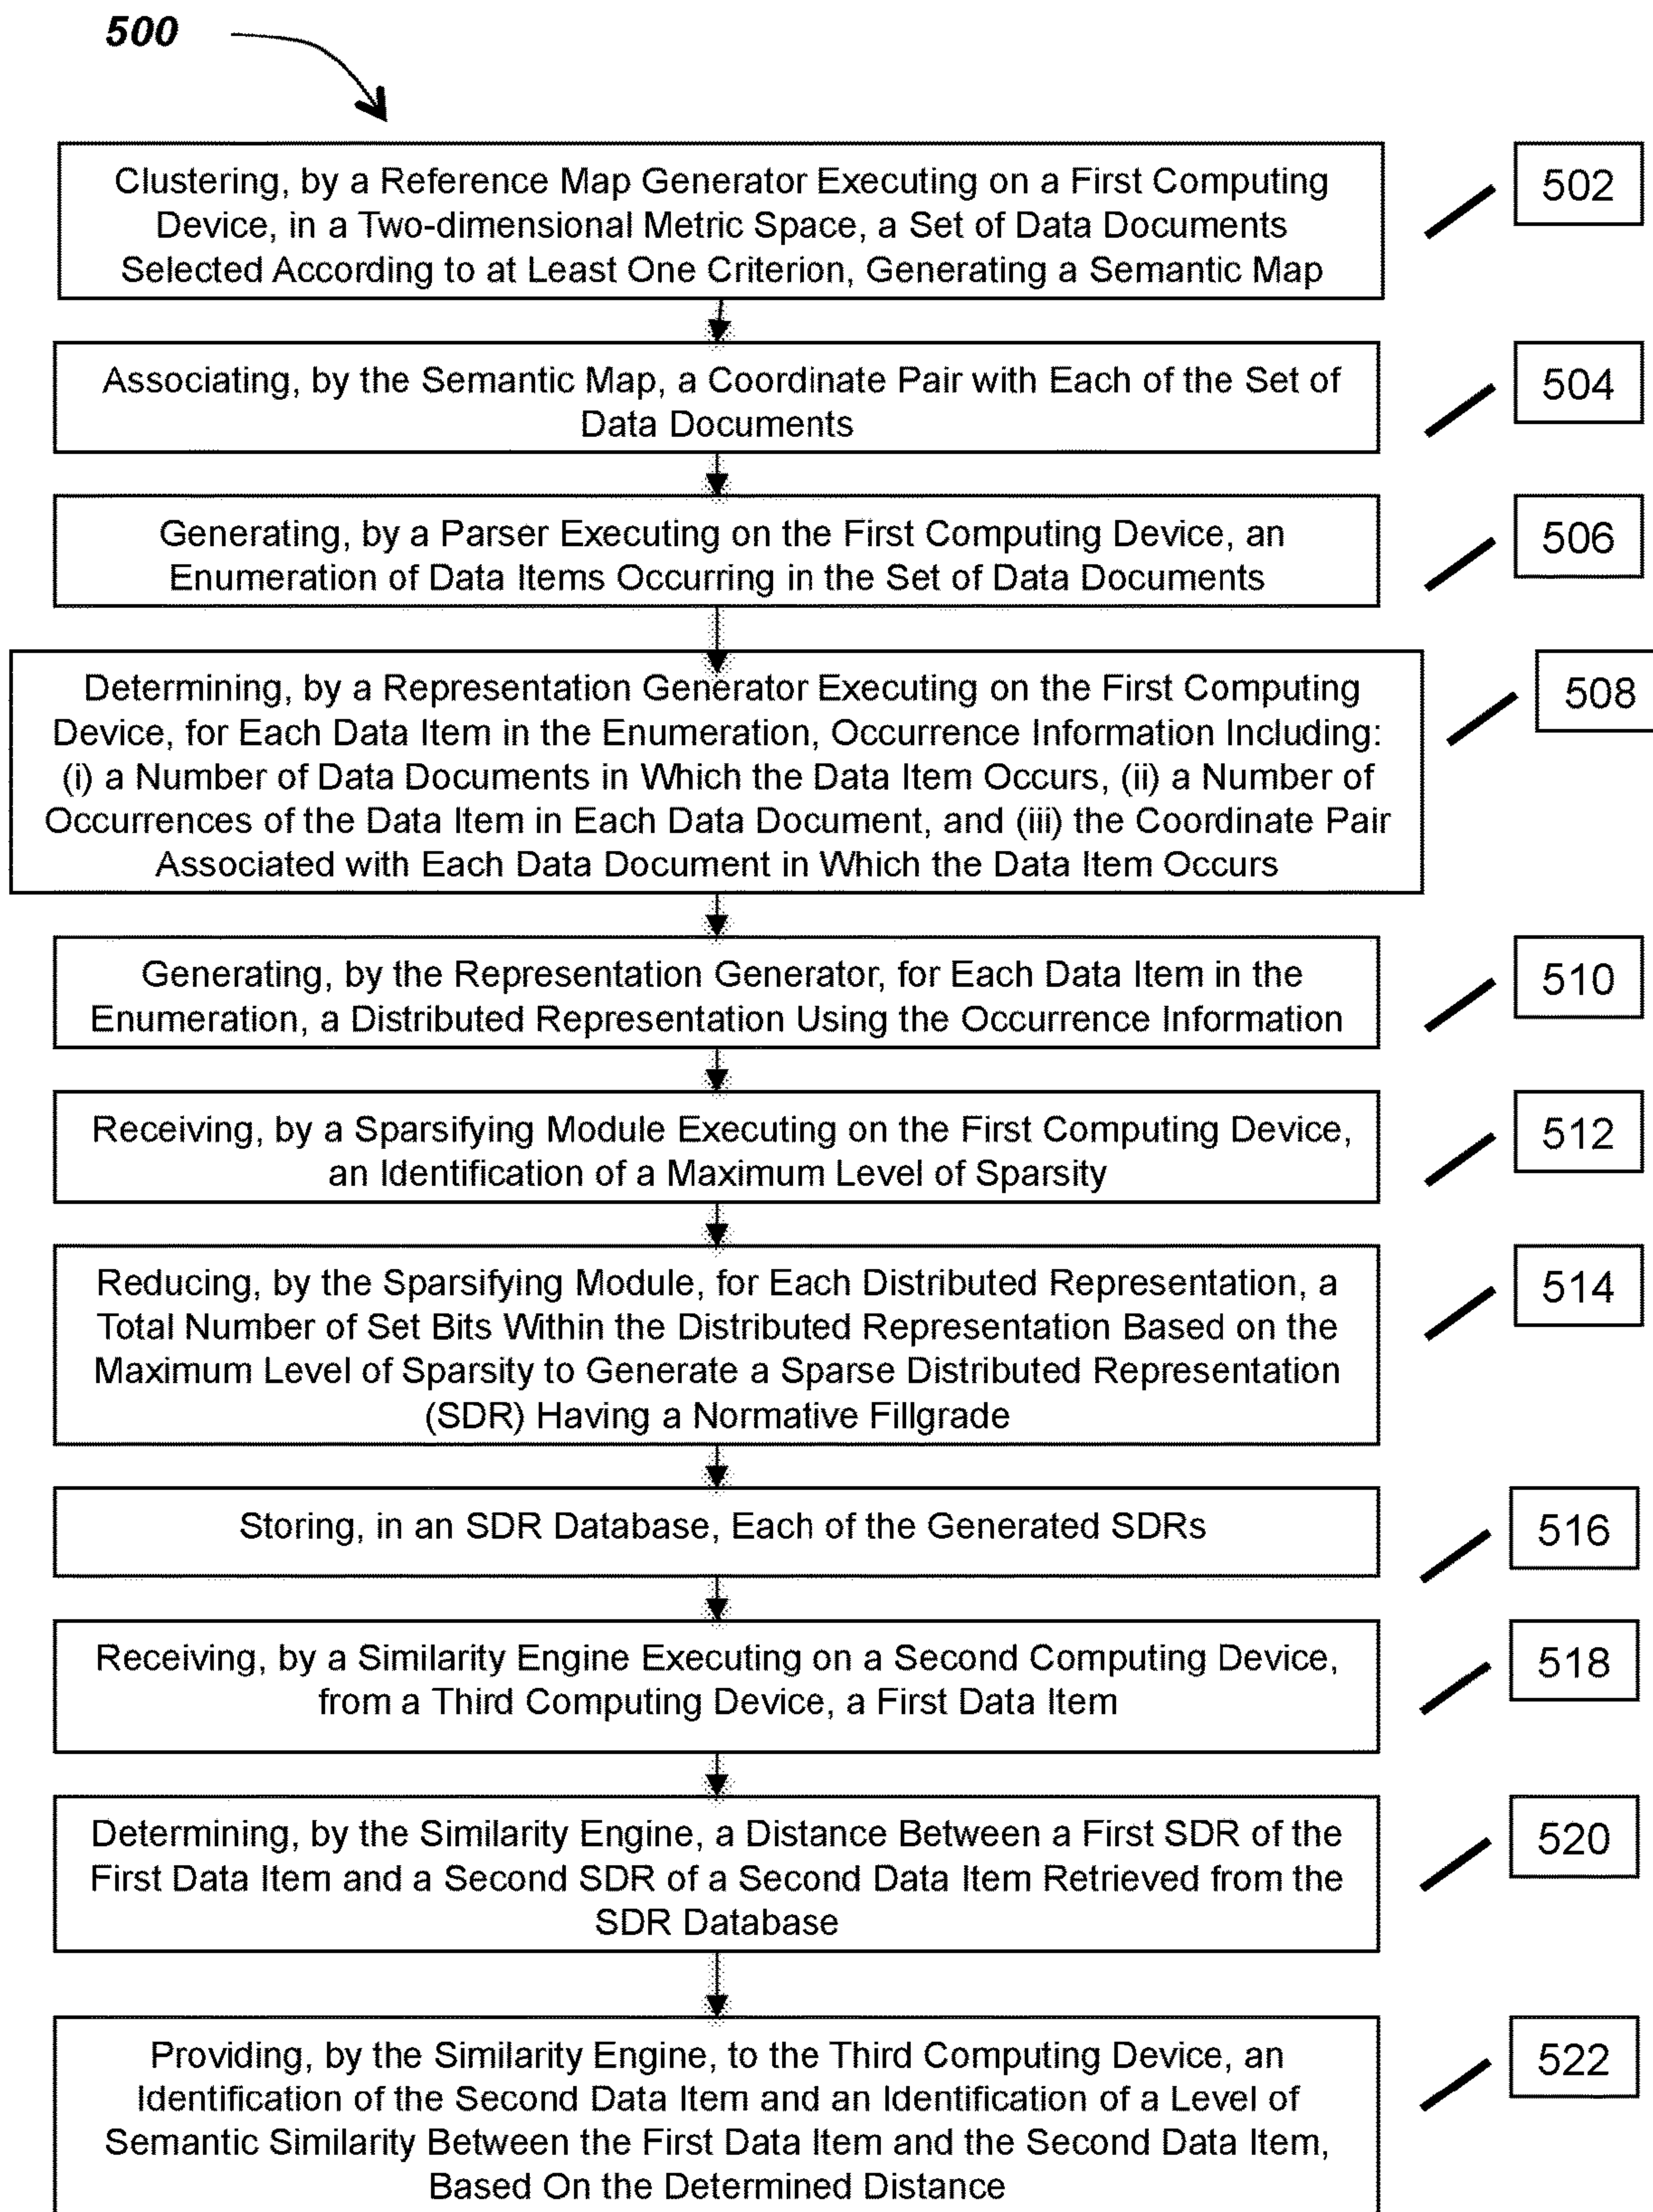 500
Clustering, by a Reference Map Generator Executing on a First Computing
Device, in a Two-dimensional Metric Space, a Set of Data Documents
Selected According to at Least One Criterion, Generating a Semantic Map
502
Associating, by the Semantic Map, a Coordinate Pair with Each of the Set of
Data Documents
504
Generating, by a Parser Executing on the First Computing Device, an
Enumeration of Data Items Occurring in the Set of Data Documents
506
Determining, by a Representation Generator Executing on the First Computing
Device, for Each Data Item in the Enumeration, Occurrence Information Including:
(i) a Number of Data Documents in Which the Data Item Occurs, (ii) a Number of
Occurrences of the Data Item in Each Data Document, and (iii) the Coordinate Pair
Associated with Each Data Document in Which the Data Item Occurs
508
Generating, by the Representation Generator, for Each Data Item in the
Enumeration, a Distributed Representation Using the Occurrence Information
510
Receiving, by a Sparsifying Module Executing on the First Computing Device,
an Identification of a Maximum Level of Sparsity
512
Reducing, by the Sparsifying Module, for Each Distributed Representation, a
Total Number of Set Bits Within the Distributed Representation Based on the
Maximum Level of Sparsity to Generate a Sparse Distributed Representation
(SDR) Having a Normative Fillgrade
514
Storing, in an SDR Database, Each of the Generated SDRs
516
Receiving, by a Similarity Engine Executing on a Second Computing Device,
from a Third Computing Device, a First Data Item
518
Determining, by the Similarity Engine, a Distance Between a First SDR of the
First Data Item and a Second SDR of a Second Data Item Retrieved from the
SDR Database
520
Providing, by the Similarity Engine, to the Third Computing Device, an
Identification of the Second Data Item and an Identification of a Level of
Semantic Similarity Between the First Data Item and the Second Data Item,
Based On the Determined Distance
522